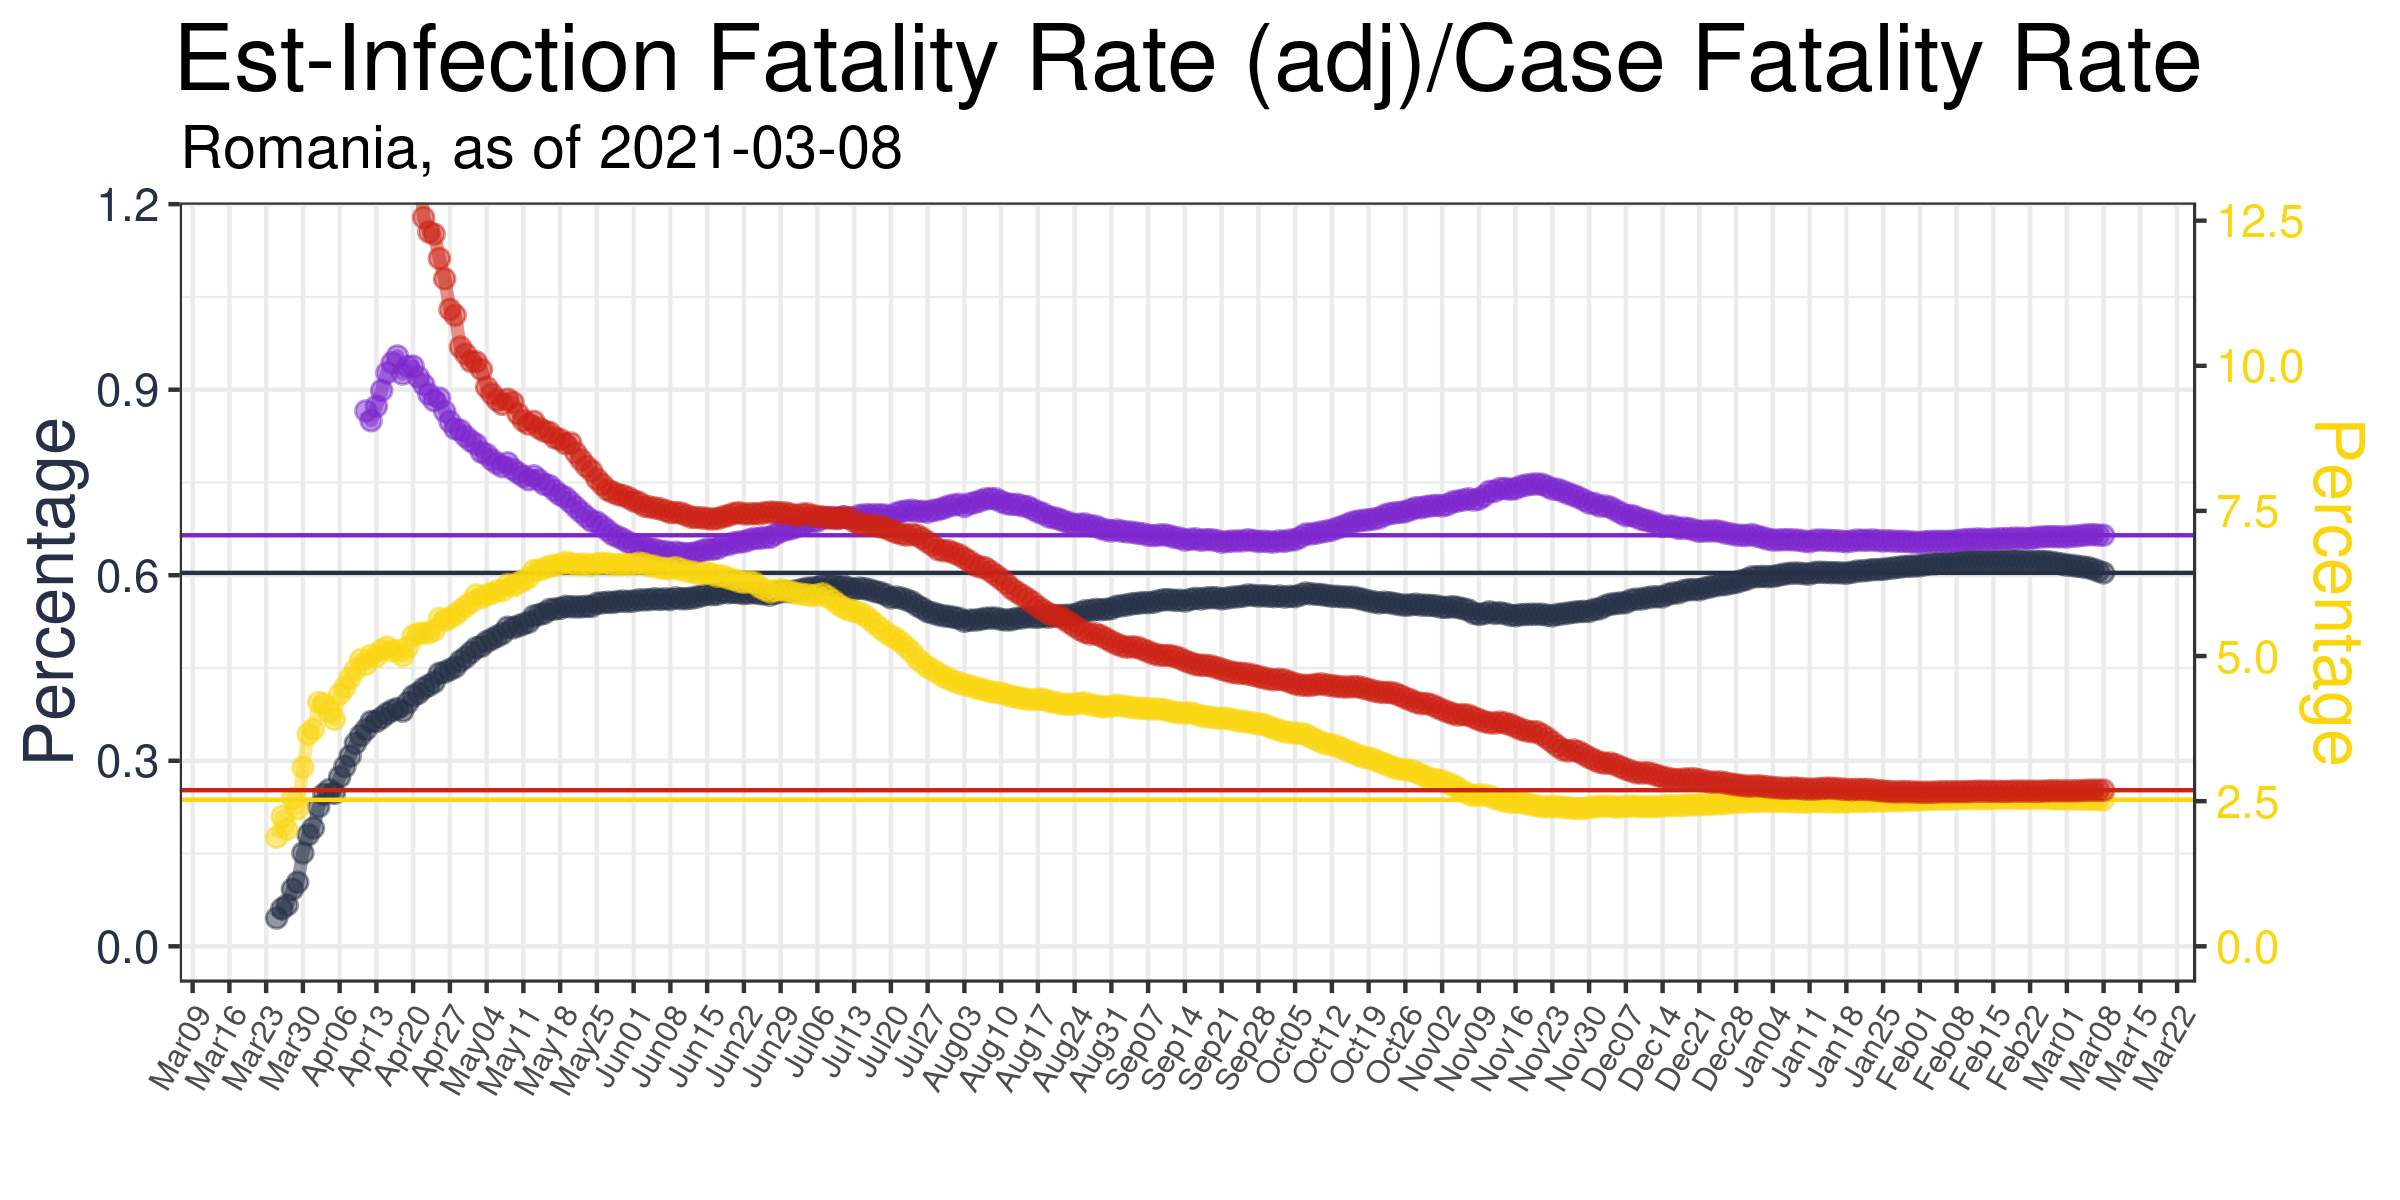 Est-Infection Fatality Rate (adj)/Case Fatality Rate
Romania, as of 2021-03-08
Percentage
1.2
0.9
0.6
0.3
0.0
12.5
10.0
7.5
5.0
2.5
0.0
Percentage
Mar09 Mar16 Mar23 Mar30 Apr06 Apr13 Apr20 Apr27 May04 May11 May18 May25 Jun01 Jun08 Jun15 Jun22 Jun29 Jul06 Jul13 Jul20 Jul27 Aug03 Aug10 Aug17 Aug24 Aug31 Sep07 Sep14 Sep21 Sep28 Oct05 Oct12 Oct19 Oct26 Nov02 Nov09 Nov16 Nov23 Nov30 Dec07 Dec14 Dec21 Dec28 Jan04 Jan11 Jan18 Jan25 Feb01 Feb08 Feb15 Feb22 Mar01 Mar08 Mar15 Mar22